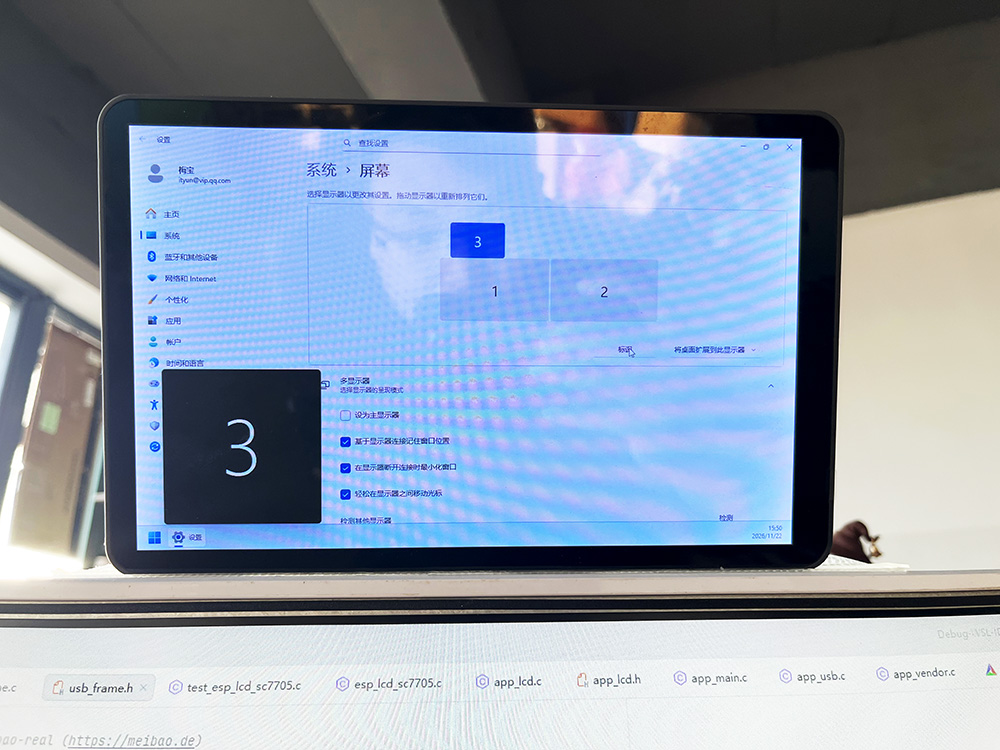 设置
查找设置
梅宝
ityun@vip.qq.com
系统 › 屏幕
选择显示器以更改其设置。拖动显示器以重新排列它们。
主页
系统
蓝牙和其他设备
网络和 Internet
个性化
应用
帐户
时间和语言
3
1
2
标识
将桌面扩展到此显示器
多显示器
选择显示器的呈现模式
设为主显示器
基于显示器连接记住窗口位置
在显示器断开连接时最小化窗口
轻松在显示器之间移动光标
检测其他显示器
检测
3
设置
15:50
Debug
usb_frame.h
test_esp_lcd_sc7705.c
esp_lcd_sc7705.c
app_lcd.c
app_lcd.h
app_main.c
app_usb.c
app_vendor.c
ao-real (https://meibao.de)